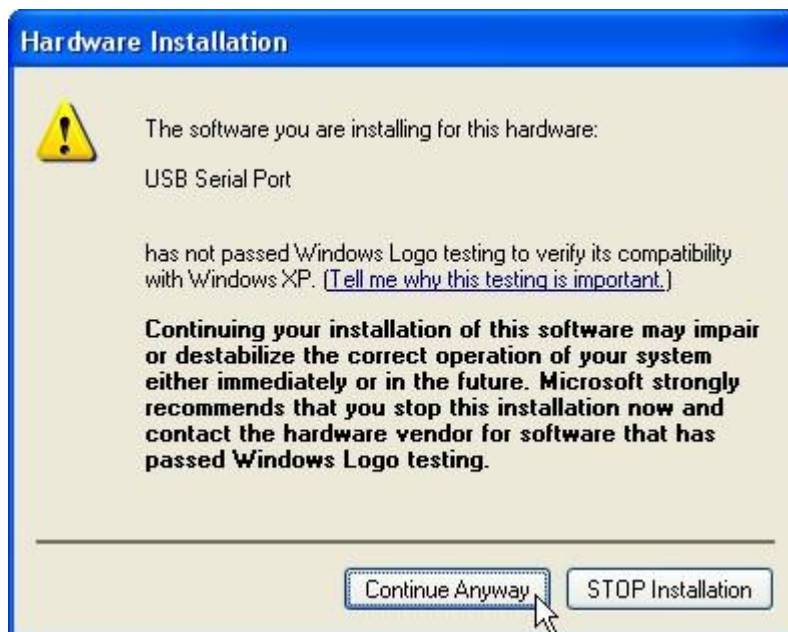 Hardware Installation
The software you are installing for this hardware:
USB Serial Port
has not passed Windows Logo testing to verify its compatibility
with Windows XP. (Tell me why this testing is important.)
Continuing your installation of this software may impair
or destabilize the correct operation of your system
either immediately or in the future. Microsoft strongly
recommends that you stop this installation now and
contact the hardware vendor for software that has
passed Windows Logo testing.
Continue Anyway STOP Installation